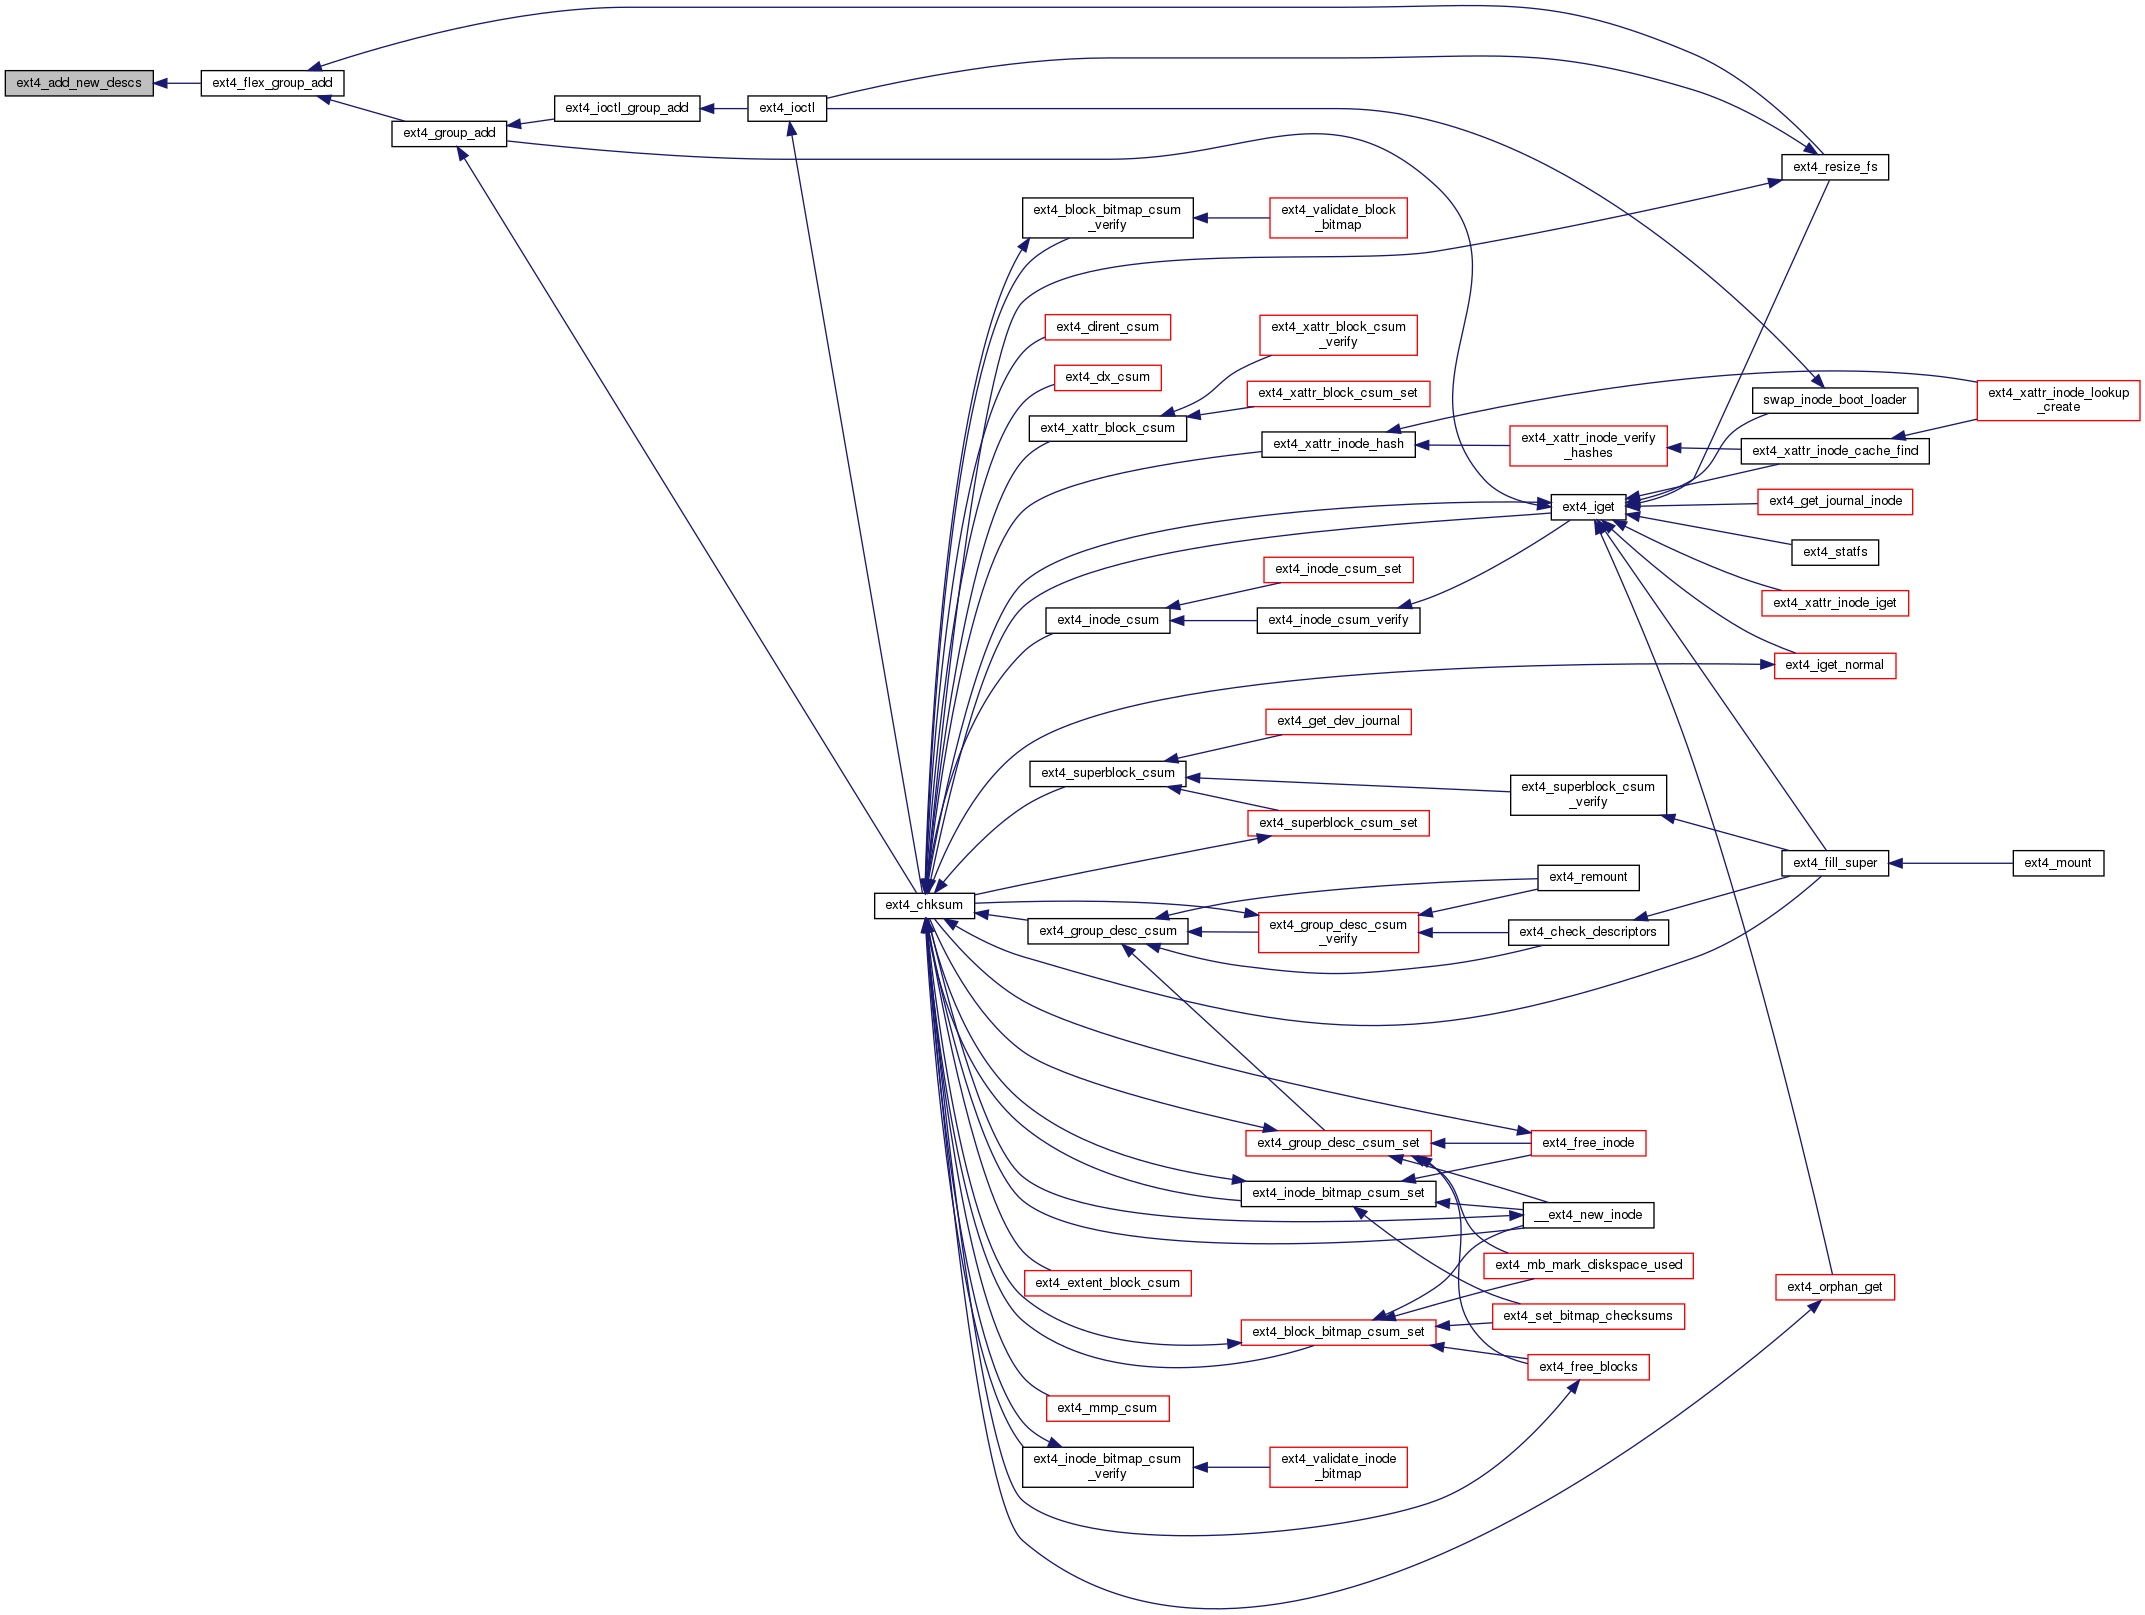 ext4_add_new_descs
ext4_flex_group_add
ext4_group_add
ext4_ioctl_group_add
ext4_ioctl
ext4_resize_fs
ext4_block_bitmap_csum
_verify
ext4_validate_block
_bitmap
ext4_dirent_csum
ext4_dx_csum
ext4_xattr_block_csum
ext4_xattr_block_csum
_verify
ext4_xattr_block_csum_set
ext4_xattr_inode_hash
ext4_xattr_inode_verify
_hashes
swap_inode_boot_loader
ext4_xattr_inode_cache_find
ext4_xattr_inode_lookup
_create
ext4_iget
ext4_get_journal_inode
ext4_statfs
ext4_xattr_inode_iget
ext4_iget_normal
ext4_inode_csum
ext4_inode_csum_set
ext4_inode_csum_verify
ext4_superblock_csum
ext4_get_dev_journal
ext4_superblock_csum
_verify
ext4_superblock_csum_set
ext4_fill_super
ext4_mount
ext4_chksum
ext4_remount
ext4_group_desc_csum
ext4_group_desc_csum
_verify
ext4_check_descriptors
ext4_group_desc_csum_set
ext4_free_inode
ext4_inode_bitmap_csum_set
__ext4_new_inode
ext4_extent_block_csum
ext4_mb_mark_diskspace_used
ext4_orphan_get
ext4_block_bitmap_csum_set
ext4_set_bitmap_checksums
ext4_free_blocks
ext4_mmp_csum
ext4_inode_bitmap_csum
_verify
ext4_validate_inode
_bitmap